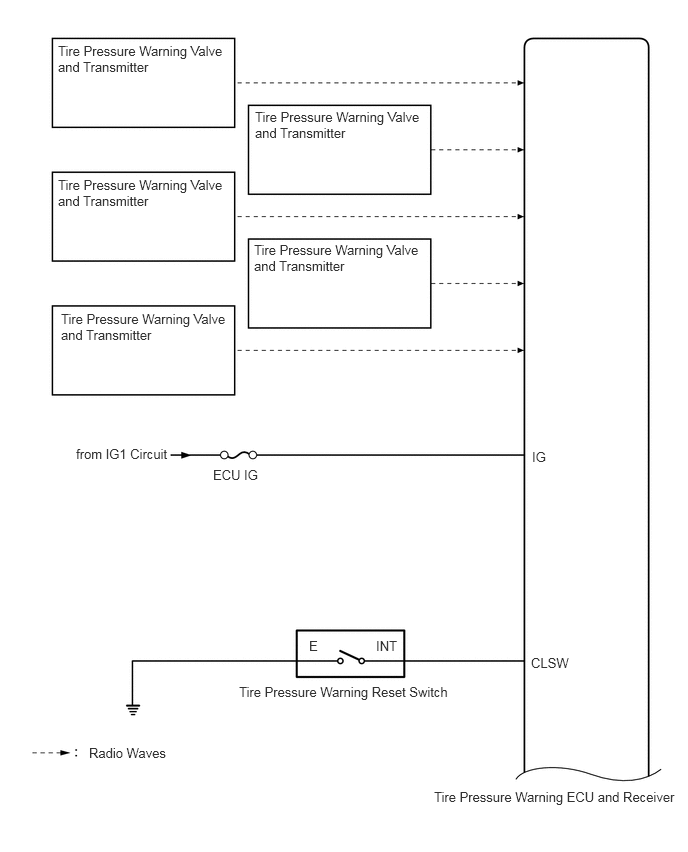 Tire Pressure Warning Valve
and Transmitter
Tire Pressure Warning Valve
and Transmitter
Tire Pressure Warning Valve
and Transmitter
Tire Pressure Warning Valve
and Transmitter
Tire Pressure Warning Valve
and Transmitter
from IG1 Circuit
ECU IG
IG
E INT
CLSW
Tire Pressure Warning Reset Switch
: Radio Waves
Tire Pressure Warning ECU and Receiver